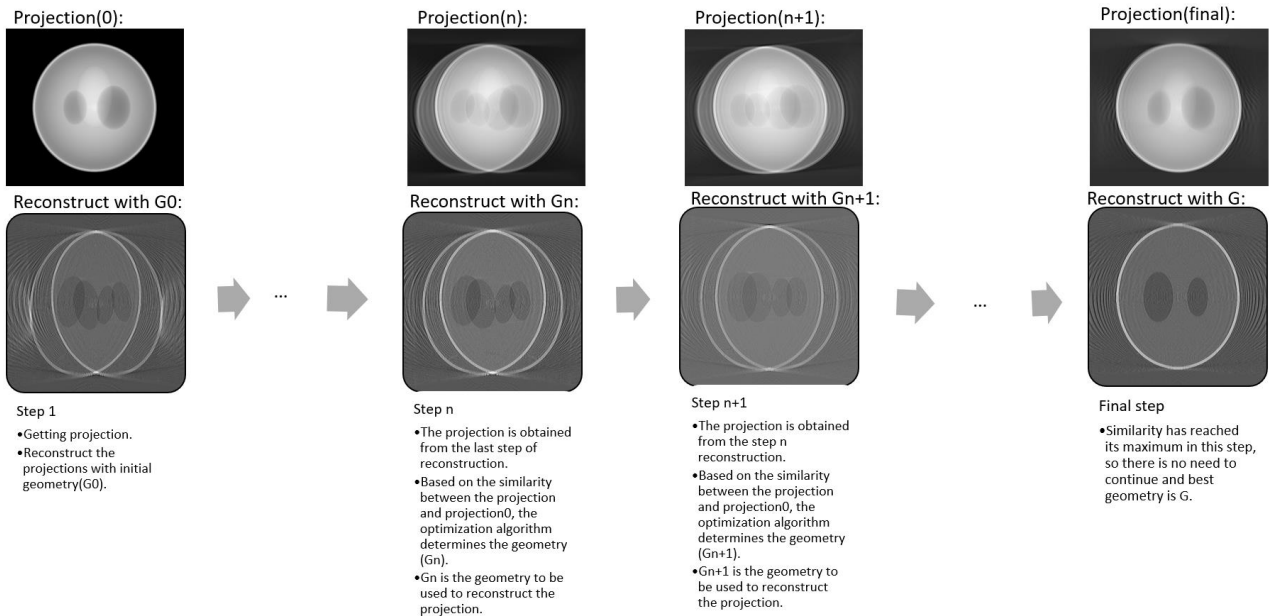 Projection(0):
Projection(n):
Projection(n+1):
Projection(final):
Reconstruct with G0:
Reconstruct with Gn:
Reconstruct with Gn+1:
Reconstruct with G:
...
...
Step 1
•Getting projection.
•Reconstruct the
projections with initial
geometry(G0).
Step n
•The projection is obtained
from the last step of
reconstruction.
•Based on the similarity
between the projection
and projection0, the
optimization algorithm
determines the geometry
(Gn).
•Gn is the geometry to be
used to reconstruct the
projection.
Step n+1
•The projection is obtained
from the step n
reconstruction.
•Based on the similarity
between the projection
and projection0, the
optimization algorithm
determines the geometry
(Gn+1).
•Gn+1 is the geometry to
be used to reconstruct
the projection.
Final step
•Similarity has reached
its maximum in this step,
so there is no need to
continue and best
geometry is G.